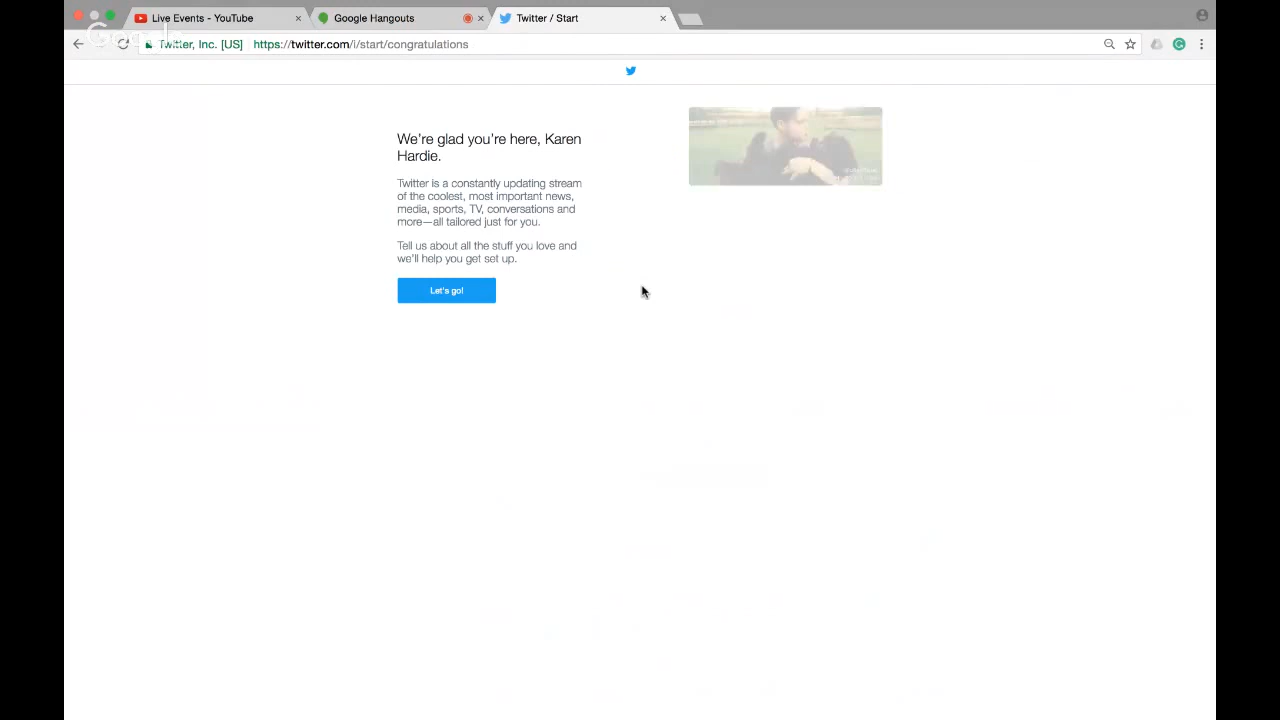 Live Events - YouTube
Google Hangouts
Twitter / Start
Google
Twitter, Inc. [US] https://twitter.com/i/start/congratulations
We're glad you're here, Karen
Hardie.
Twitter is a constantly updating stream
of the coolest, most important news,
media, sports, TV, conversations and
more—all tailored just for you.
Tell us about all the stuff you love and
we'll help you get set up.
Let's go!